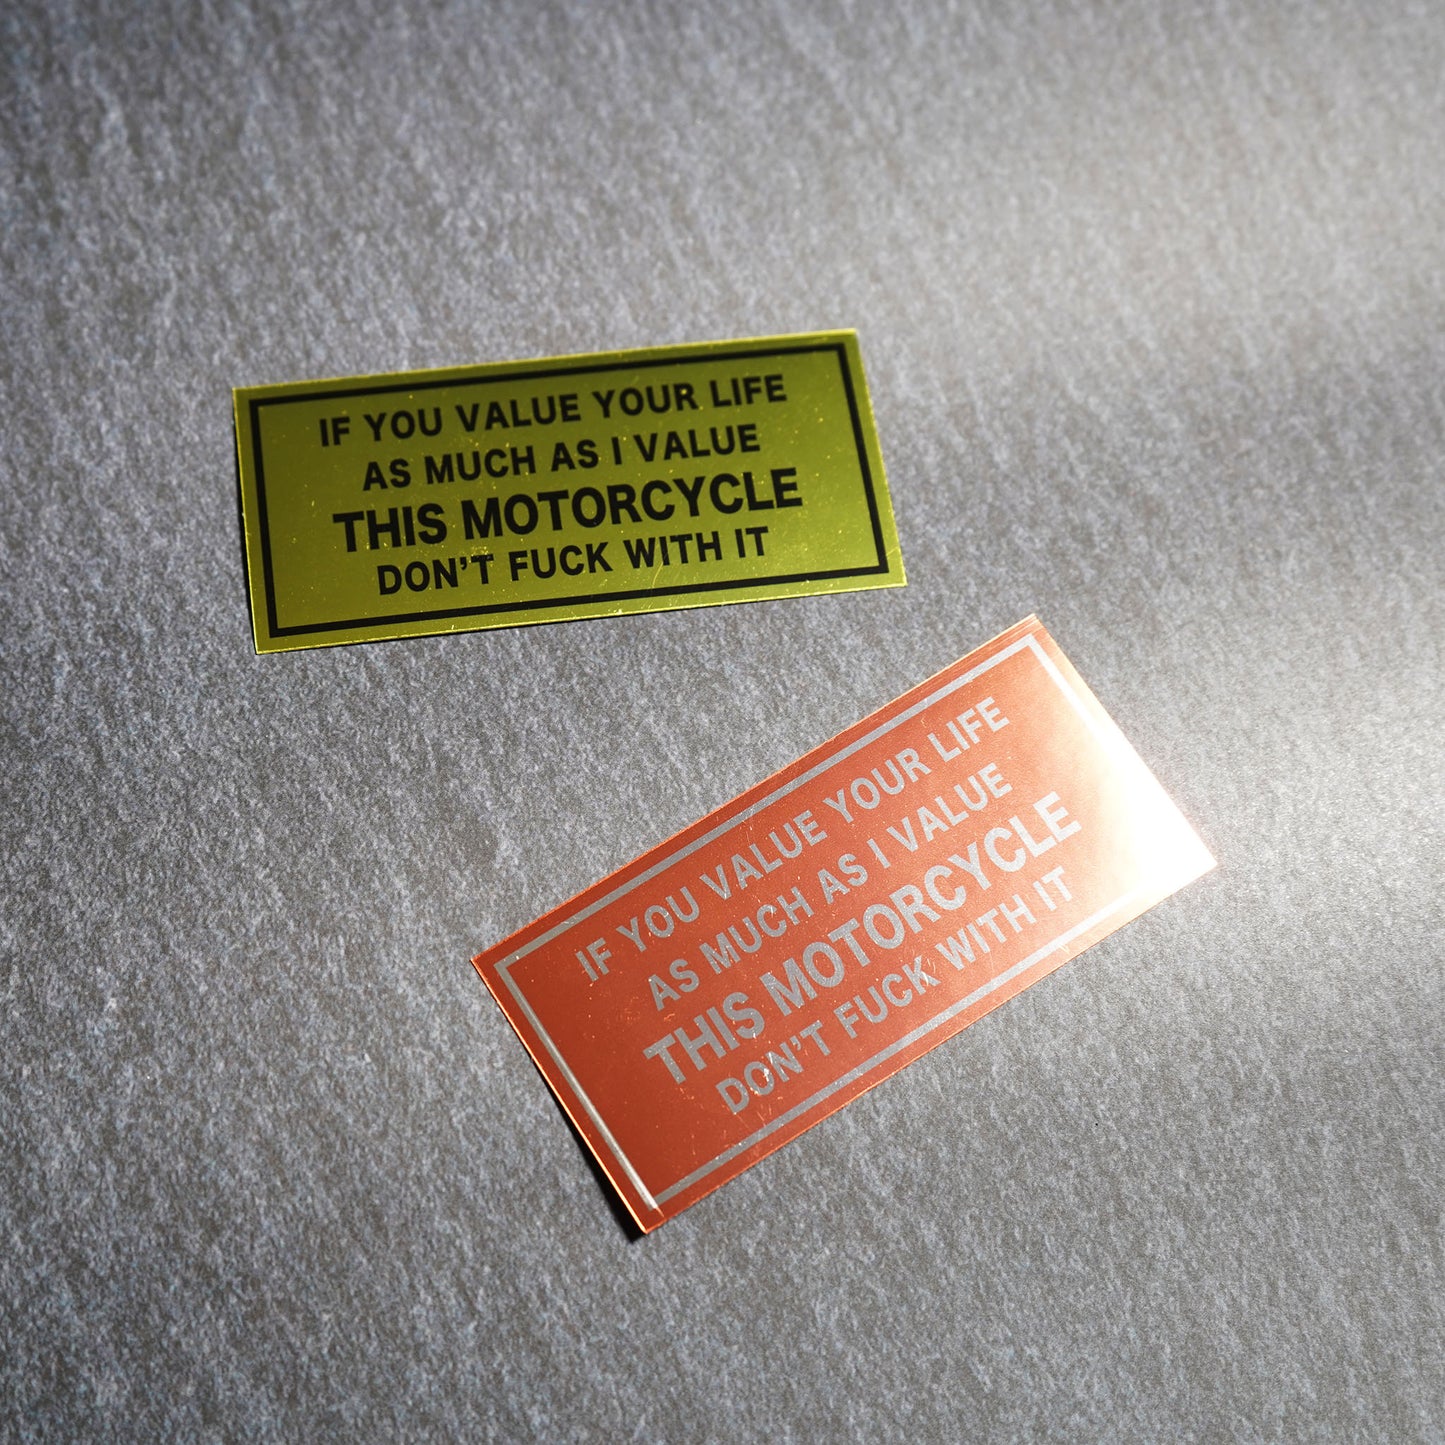 IF YOU VALUE YOUR LIFE
AS MUCH AS I VALUE
THIS MOTORCYCLE
DON'T FUCK WITH IT
IF YOU VALUE YOUR LIFE
AS MUCH AS I VALUE
THIS MOTORCYCLE
DON'T FUCK WITH IT